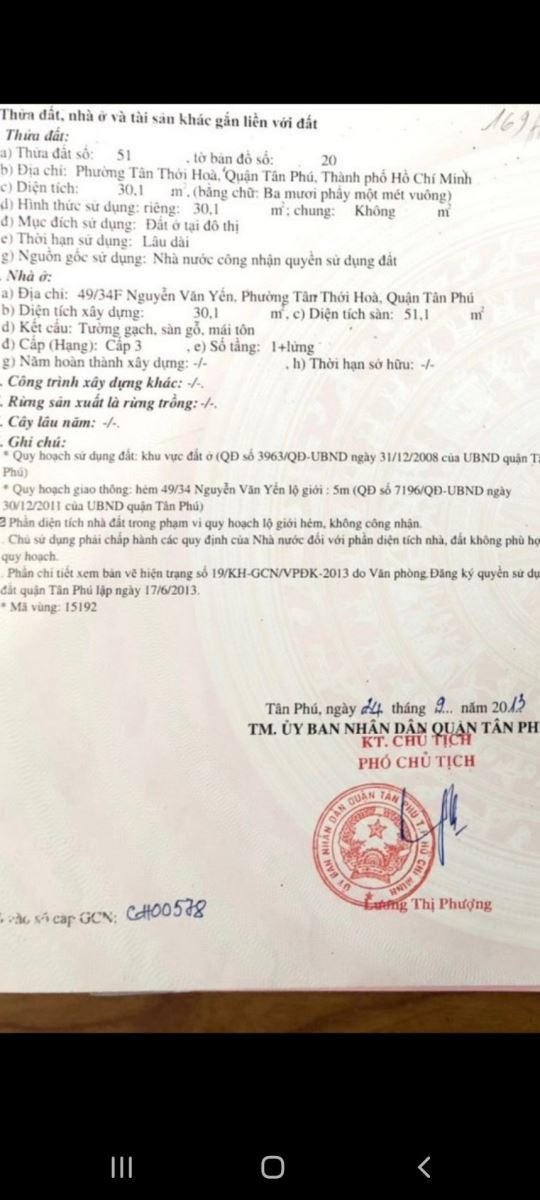 Thửa đất, nhà ở và tài sản khác gắn liền với đất
Thửa đất:
a) Thửa đất số: 51 , tờ bản đồ số: 20
b) Địa chỉ: Phường Tân Thới Hoà, Quận Tân Phú, Thành phố Hồ Chí Minh
c) Diện tích: 30,1 m², (bằng chữ: Ba mươi phẩy một mét vuông)
d) Hình thức sử dụng: riêng: 30,1 m²; chung: Không m²
đ) Mục đích sử dụng: Đất ở tại đô thị
e) Thời hạn sử dụng: Lâu dài
g) Nguồn gốc sử dụng: Nhà nước công nhận quyền sử dụng đất
. Nhà ở:
a) Địa chỉ: 49/34F Nguyễn Văn Yến, Phường Tân Thới Hoà, Quận Tân Phú
b) Diện tích xây dựng: 30,1 m², c) Diện tích sàn: 51,1 m²
d) Kết cấu: Tường gạch, sàn gỗ, mái tôn
đ) Cấp (Hạng): Cấp 3 , e) Số tầng: 1+lửng
g) Năm hoàn thành xây dựng: -/- , h) Thời hạn sở hữu: -/-
. Công trình xây dựng khác: -/-.
. Rừng sản xuất là rừng trồng: -/-.
. Cây lâu năm: -/-.
. Ghi chú:
* Quy hoạch sử dụng đất: khu vực đất ở (QĐ số 3963/QĐ-UBND ngày 31/12/2008 của UBND quận
Phú)
* Quy hoạch giao thông: hẻm 49/34 Nguyễn Văn Yến lộ giới : 5m (QĐ số 7196/QĐ-UBND ngày
30/12/2011 của UBND quận Tân Phú)
Phần diện tích nhà đất trong phạm vi quy hoạch lộ giới hẻm, không công nhận.
. Chủ sử dụng phải chấp hành các quy định của Nhà nước đối với phần diện tích nhà, đất không phù
quy hoạch.
. Phần chi tiết xem bản vẽ hiện trạng số 19/KH-GCN/VPĐK-2013 do Văn phòng Đăng ký quyền sử
đất quận Tân Phú lập ngày 17/6/2013.
* Mã vùng: 15192
Tân Phú, ngày 24 tháng 9... năm 2013
TM. ỦY BAN NHÂN DÂN QUẬN TÂN
KT. CHỦ TỊCH
PHÓ CHỦ TỊCH
ỦY BAN NHÂN DÂN QUẬN TÂN PHÚ T.P HỒ CHÍ MINH
Lương Thị Phượng
vào sổ cấp GCN: CH00578